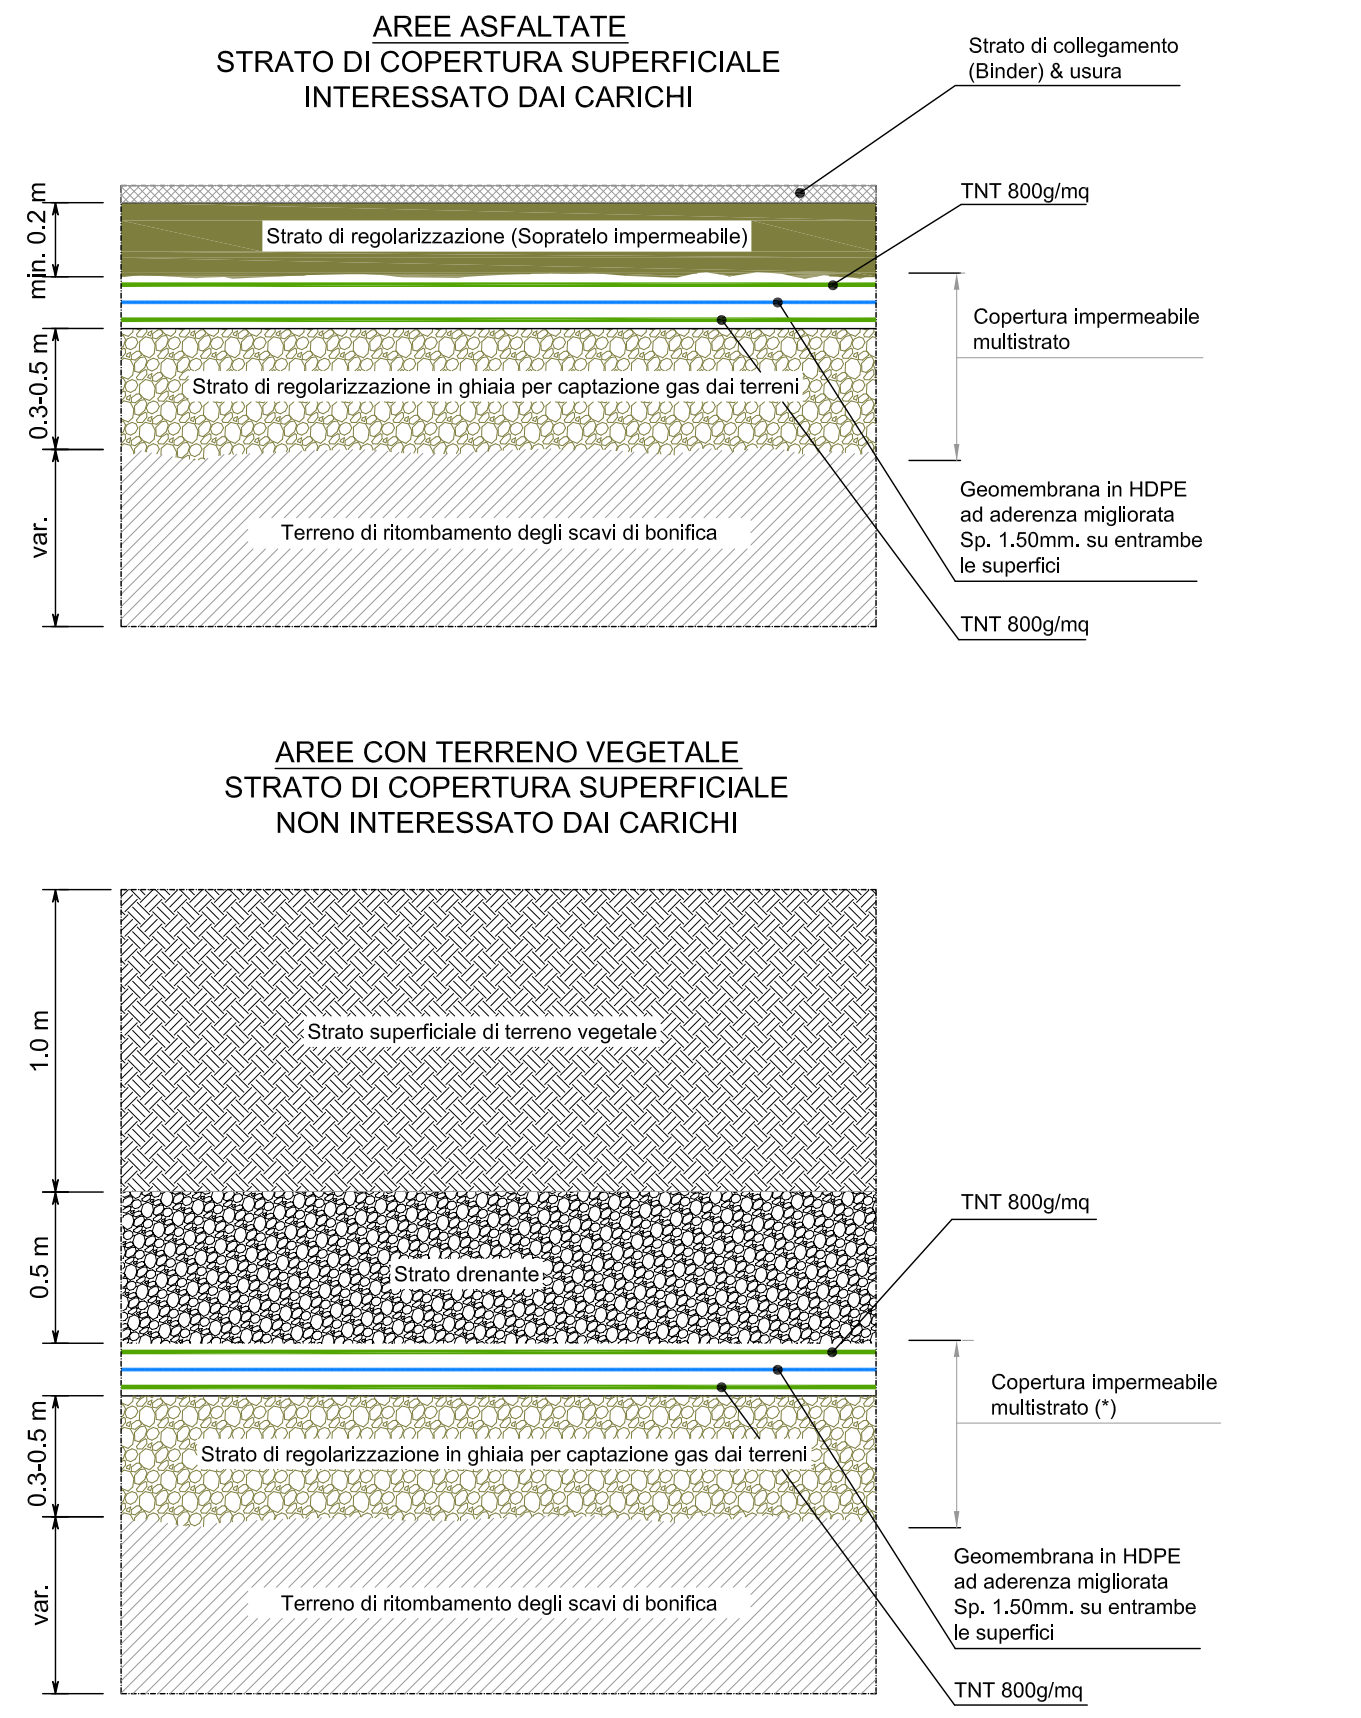 AREE ASFALTATE
STRATO DI COPERTURA SUPERFICIALE
INTERESSATO DAI CARICHI
Strato di collegamento
(Binder) & usura
TNT 800g/mq
min. 0.2 m
Strato di regolarizzazione (Sopratelo impermeabile)
Copertura impermeabile
multistrato
0.3-0.5 m
Strato di regolarizzazione in ghiaia per captazione gas dai terreni
Geomembrana in HDPE
ad aderenza migliorata
Sp. 1.50mm. su entrambe
le superfici
var.
Terreno di ritombamento degli scavi di bonifica
TNT 800g/mq
AREE CON TERRENO VEGETALE
STRATO DI COPERTURA SUPERFICIALE
NON INTERESSATO DAI CARICHI
1.0 m
Strato superficiale di terreno vegetale
TNT 800g/mq
0.5 m
Strato drenante
Copertura impermeabile
multistrato (*)
0.3-0.5 m
Strato di regolarizzazione in ghiaia per captazione gas dai terreni
Geomembrana in HDPE
ad aderenza migliorata
Sp. 1.50mm. su entrambe
le superfici
var.
Terreno di ritombamento degli scavi di bonifica
TNT 800g/mq